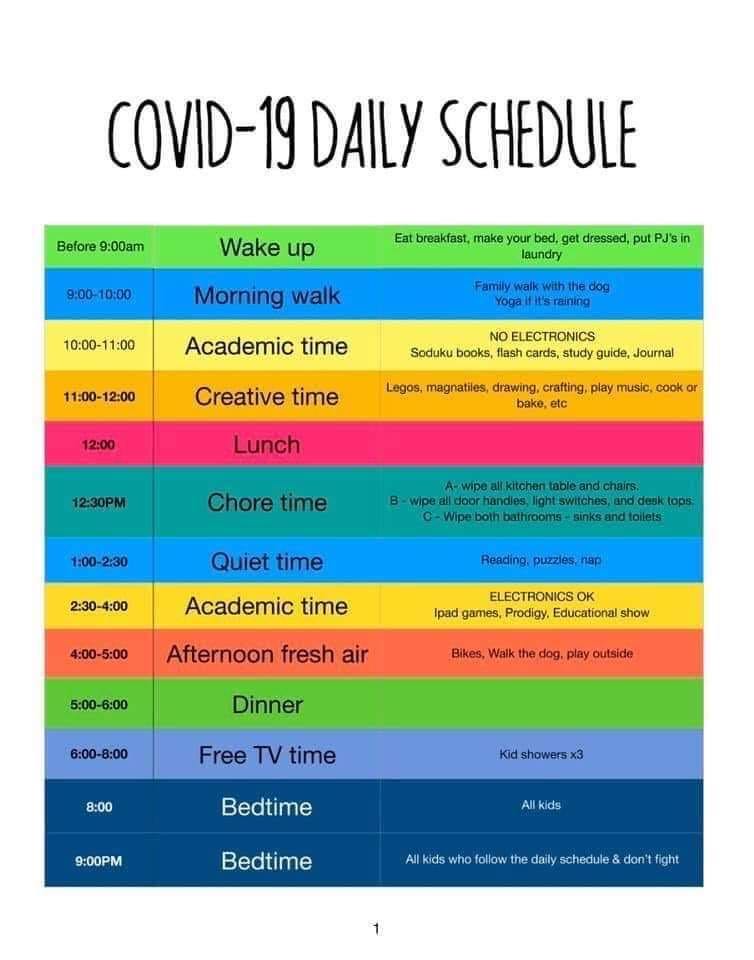 COVID-19 DAILY SCHEDULE
Before 9:00am Wake up Eat breakfast, make your bed, get dressed, put PJ's in
laundry
9:00-10:00 Morning walk Family walk with the dog
Yoga if it's raining
10:00-11:00 Academic time NO ELECTRONICS
Soduku books, flash cards, study guide, Journal
11:00-12:00 Creative time Legos, magnatiles, drawing, crafting, play music, cook or
bake, etc
12:00 Lunch
12:30PM Chore time A- wipe all kitchen table and chairs.
B - wipe all door handles, light switches, and desk tops.
C - Wipe both bathrooms - sinks and toilets
1:00-2:30 Quiet time Reading, puzzles, nap
2:30-4:00 Academic time ELECTRONICS OK
Ipad games, Prodigy, Educational show
4:00-5:00 Afternoon fresh air Bikes, Walk the dog, play outside
5:00-6:00 Dinner
6:00-8:00 Free TV time Kid showers x3
8:00 Bedtime All kids
9:00PM Bedtime All kids who follow the daily schedule & don't fight
1